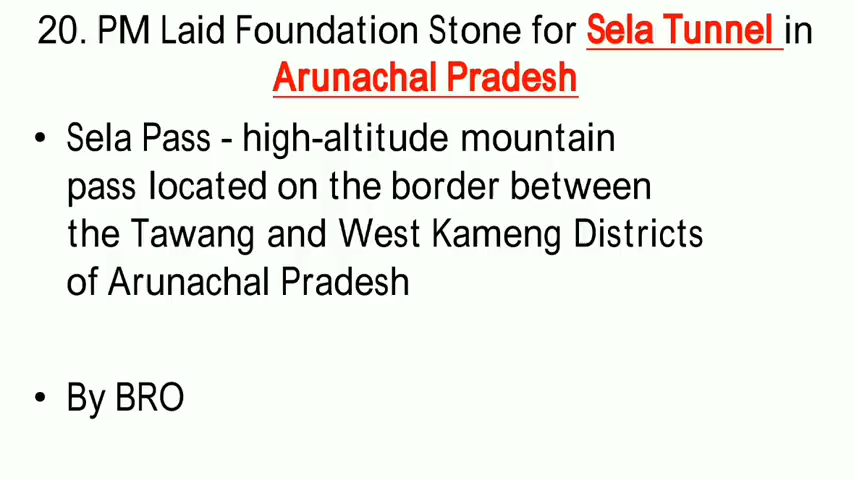 20. PM Laid Foundation Stone for Sela Tunnel in
Arunachal Pradesh
• Sela Pass - high-altitude mountain
pass located on the border between
the Tawang and West Kameng Districts
of Arunachal Pradesh
• By BRO